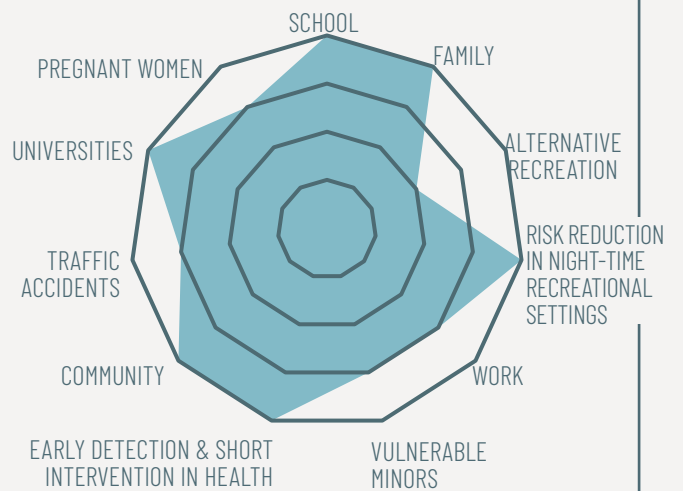 SCHOOL
FAMILY
PREGNANT WOMEN
ALTERNATIVE
RECREATION
UNIVERSITIES
RISK REDUCTION
IN NIGHT-TIME
RECREATIONAL
SETTINGS
TRAFFIC
ACCIDENTS
COMMUNITY
WORK
EARLY DETECTION & SHORT
INTERVENTION IN HEALTH
VULNERABLE
MINORS